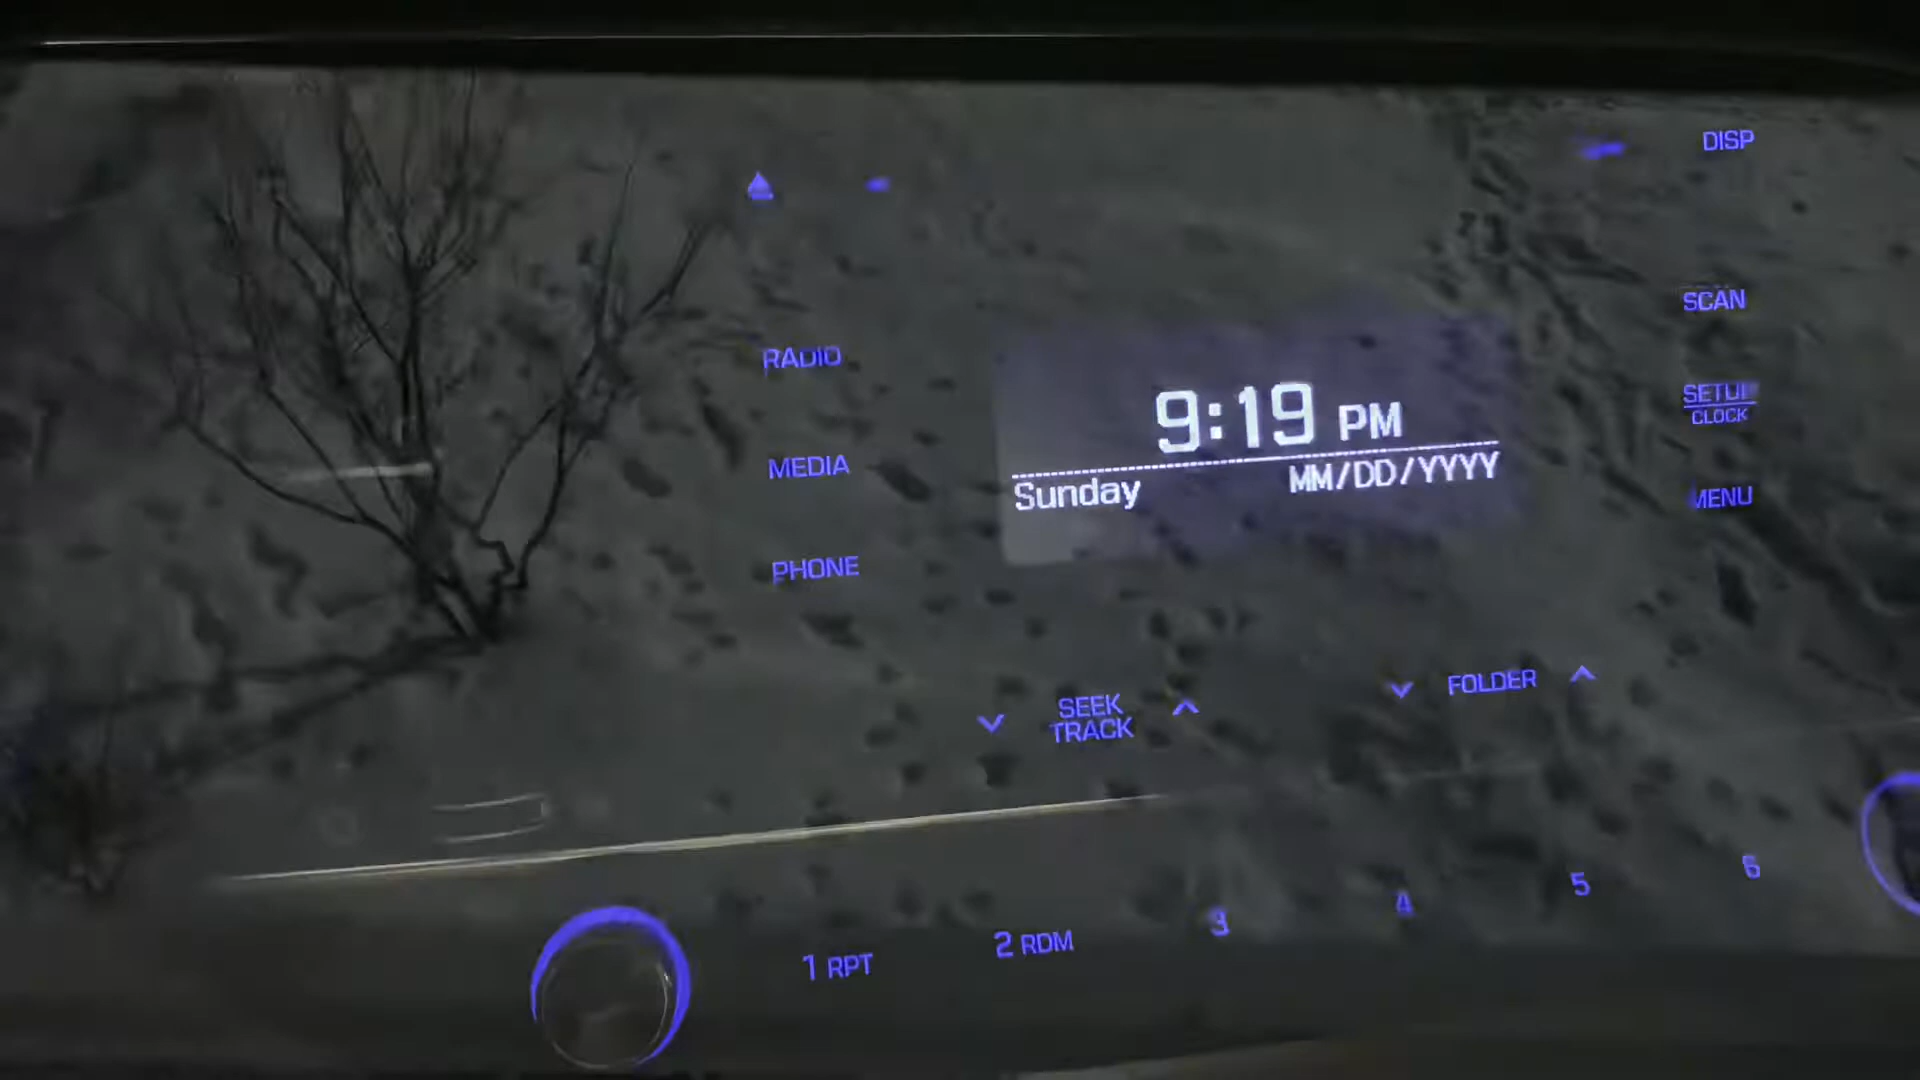 DISP
SCAN
RADIO
9:19 PM
SETUP
CLOCK
MEDIA
Sunday MM/DD/YYYY
MENU
PHONE
SEEK
TRACK
FOLDER
1 RPT 2 RDM 3 4 5 6